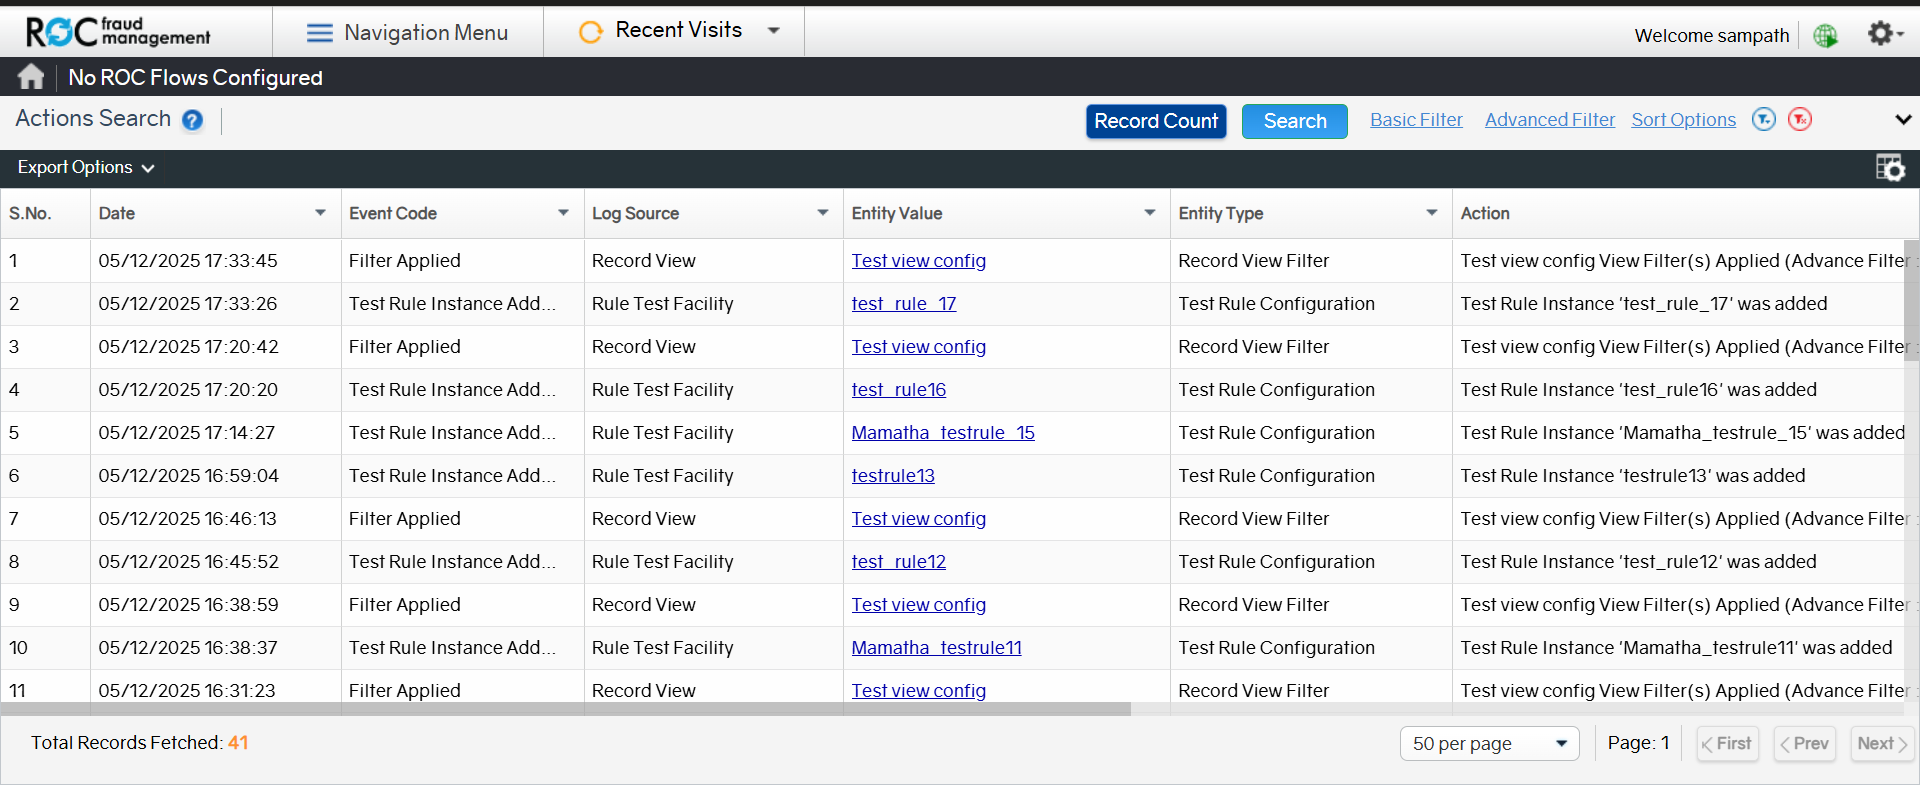 ROC fraud management
Navigation Menu
Recent Visits
Welcome sampath
No ROC Flows Configured
Actions Search ?
Record Count
Search
Basic Filter
Advanced Filter
Sort Options
Export Options
S.No. Date Event Code Log Source Entity Value Entity Type Action
1 05/12/2025 17:33:45 Filter Applied Record View Test view config Record View Filter Test view config View Filter(s) Applied (Advance Filter :
2 05/12/2025 17:33:26 Test Rule Instance Add... Rule Test Facility test_rule_17 Test Rule Configuration Test Rule Instance 'test_rule_17' was added
3 05/12/2025 17:20:42 Filter Applied Record View Test view config Record View Filter Test view config View Filter(s) Applied (Advance Filter :
4 05/12/2025 17:20:20 Test Rule Instance Add... Rule Test Facility test_rule16 Test Rule Configuration Test Rule Instance 'test_rule16' was added
5 05/12/2025 17:14:27 Test Rule Instance Add... Rule Test Facility Mamatha_testrule_15 Test Rule Configuration Test Rule Instance 'Mamatha_testrule_15' was added
6 05/12/2025 16:59:04 Test Rule Instance Add... Rule Test Facility testrule13 Test Rule Configuration Test Rule Instance 'testrule13' was added
7 05/12/2025 16:46:13 Filter Applied Record View Test view config Record View Filter Test view config View Filter(s) Applied (Advance Filter :
8 05/12/2025 16:45:52 Test Rule Instance Add... Rule Test Facility test_rule12 Test Rule Configuration Test Rule Instance 'test_rule12' was added
9 05/12/2025 16:38:59 Filter Applied Record View Test view config Record View Filter Test view config View Filter(s) Applied (Advance Filter :
10 05/12/2025 16:38:37 Test Rule Instance Add... Rule Test Facility Mamatha_testrule11 Test Rule Configuration Test Rule Instance 'Mamatha_testrule11' was added
11 05/12/2025 16:31:23 Filter Applied Record View Test view config Record View Filter Test view config View Filter(s) Applied (Advance Filter :
Total Records Fetched: 41
50 per page
Page: 1
First
Prev
Next